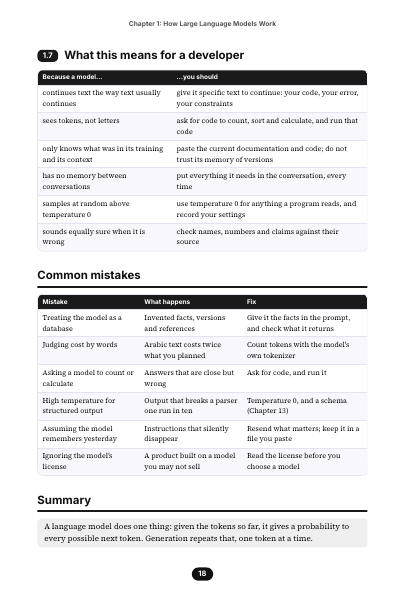 Chapter 1: How Large Language Models Work
1.7 What this means for a developer
Because a model… …you should
continues text the way text usually give it specific text to continue: your code, your error,
continues your constraints
sees tokens, not letters ask for code to count, sort and calculate, and run that
code
only knows what was in its training paste the current documentation and code; do not
and its context trust its memory of versions
has no memory between put everything it needs in the conversation, every
conversations time
samples at random above use temperature 0 for anything a program reads, and
temperature 0 record your settings
sounds equally sure when it is check names, numbers and claims against their
wrong source
Common mistakes
Mistake What happens Fix
Treating the model as a Invented facts, versions Give it the facts in the prompt,
database and references and check what it returns
Judging cost by words Arabic text costs twice Count tokens with the model's
what you planned own tokenizer
Asking a model to count or Answers that are close but Ask for code, and run it
calculate wrong
High temperature for Output that breaks a parser Temperature 0, and a schema
structured output one run in ten (Chapter 13)
Assuming the model Instructions that silently Resend what matters; keep it in a
remembers yesterday disappear file you paste
Ignoring the model's A product built on a model Read the license before you
license you may not sell choose a model
Summary
A language model does one thing: given the tokens so far, it gives a probability to
every possible next token. Generation repeats that, one token at a time.
18